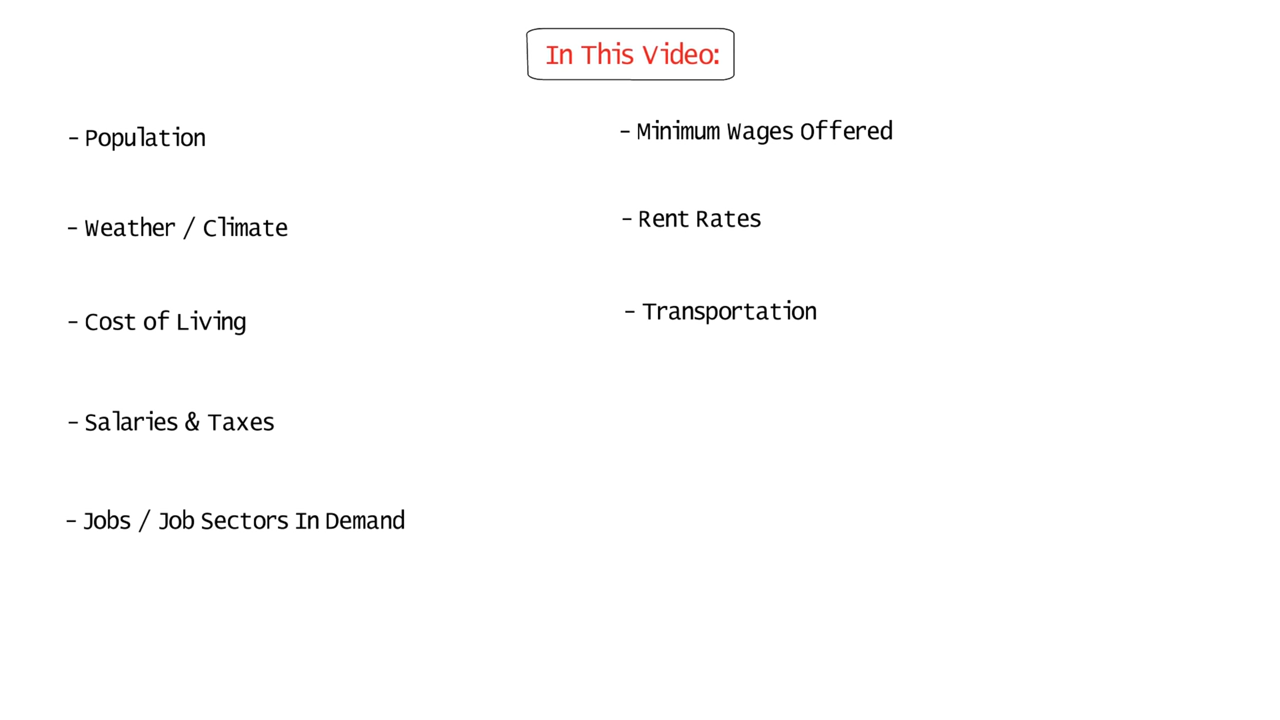 In This Video:
- Population
- Weather / Climate
- Cost of Living
- Salaries & Taxes
- Jobs / Job Sectors In Demand
- Minimum Wages Offered
- Rent Rates
- Transportation